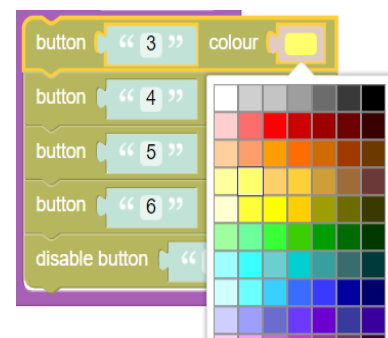 button “ 3 ” colour
button “ 4 ”
button “ 5 ”
button “ 6 ”
disable button “